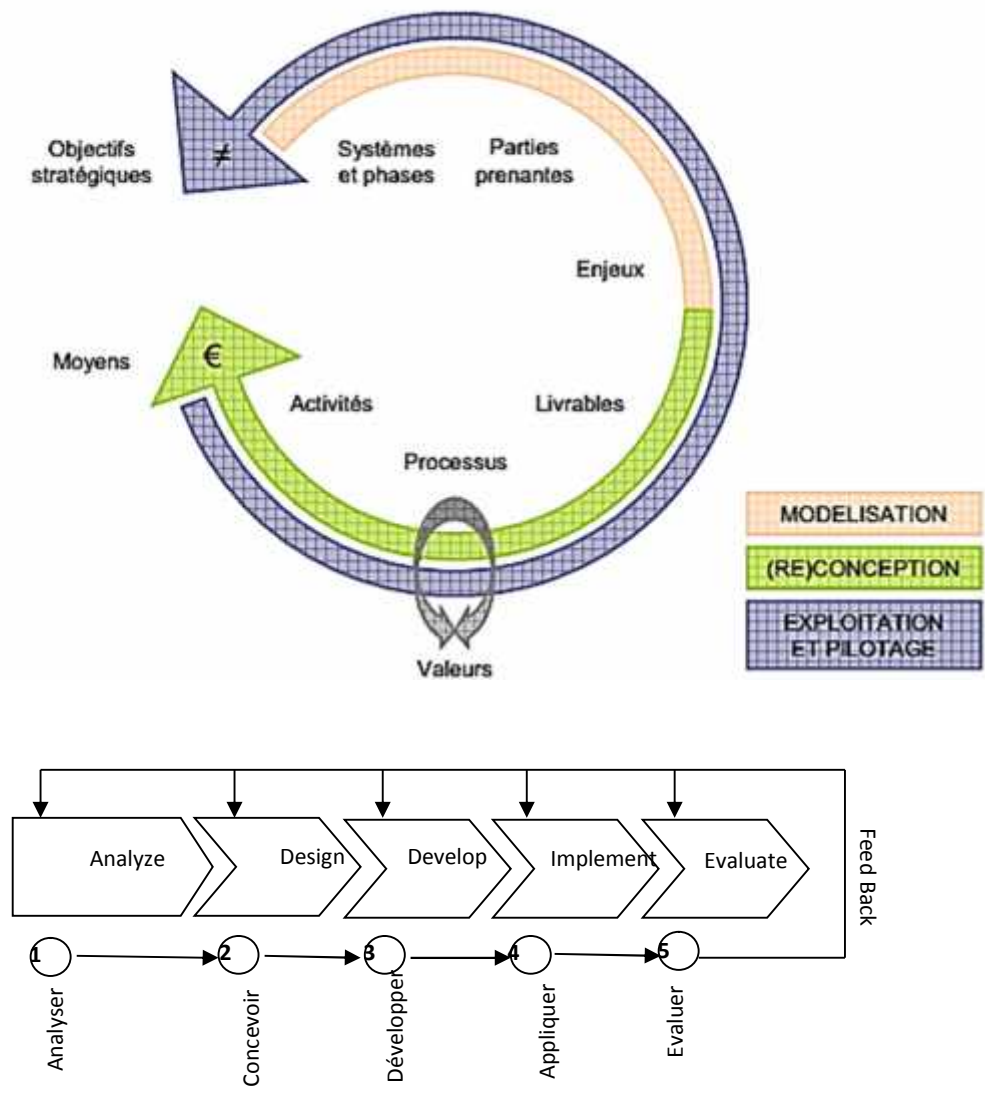 Objectifs
stratégiques
≠
Systèmes
et phases
Parties
prenantes
Enjeux
Moyens
€
Activités
Livrables
Processus
Valeurs
MODELISATION
(RE)CONCEPTION
EXPLOITATION
ET PILOTAGE
Analyze
Design
Develop
Implement
Evaluate
Feed Back
1
2
3
4
5
Analyser
Concevoir
Développer
Appliquer
Evaluer